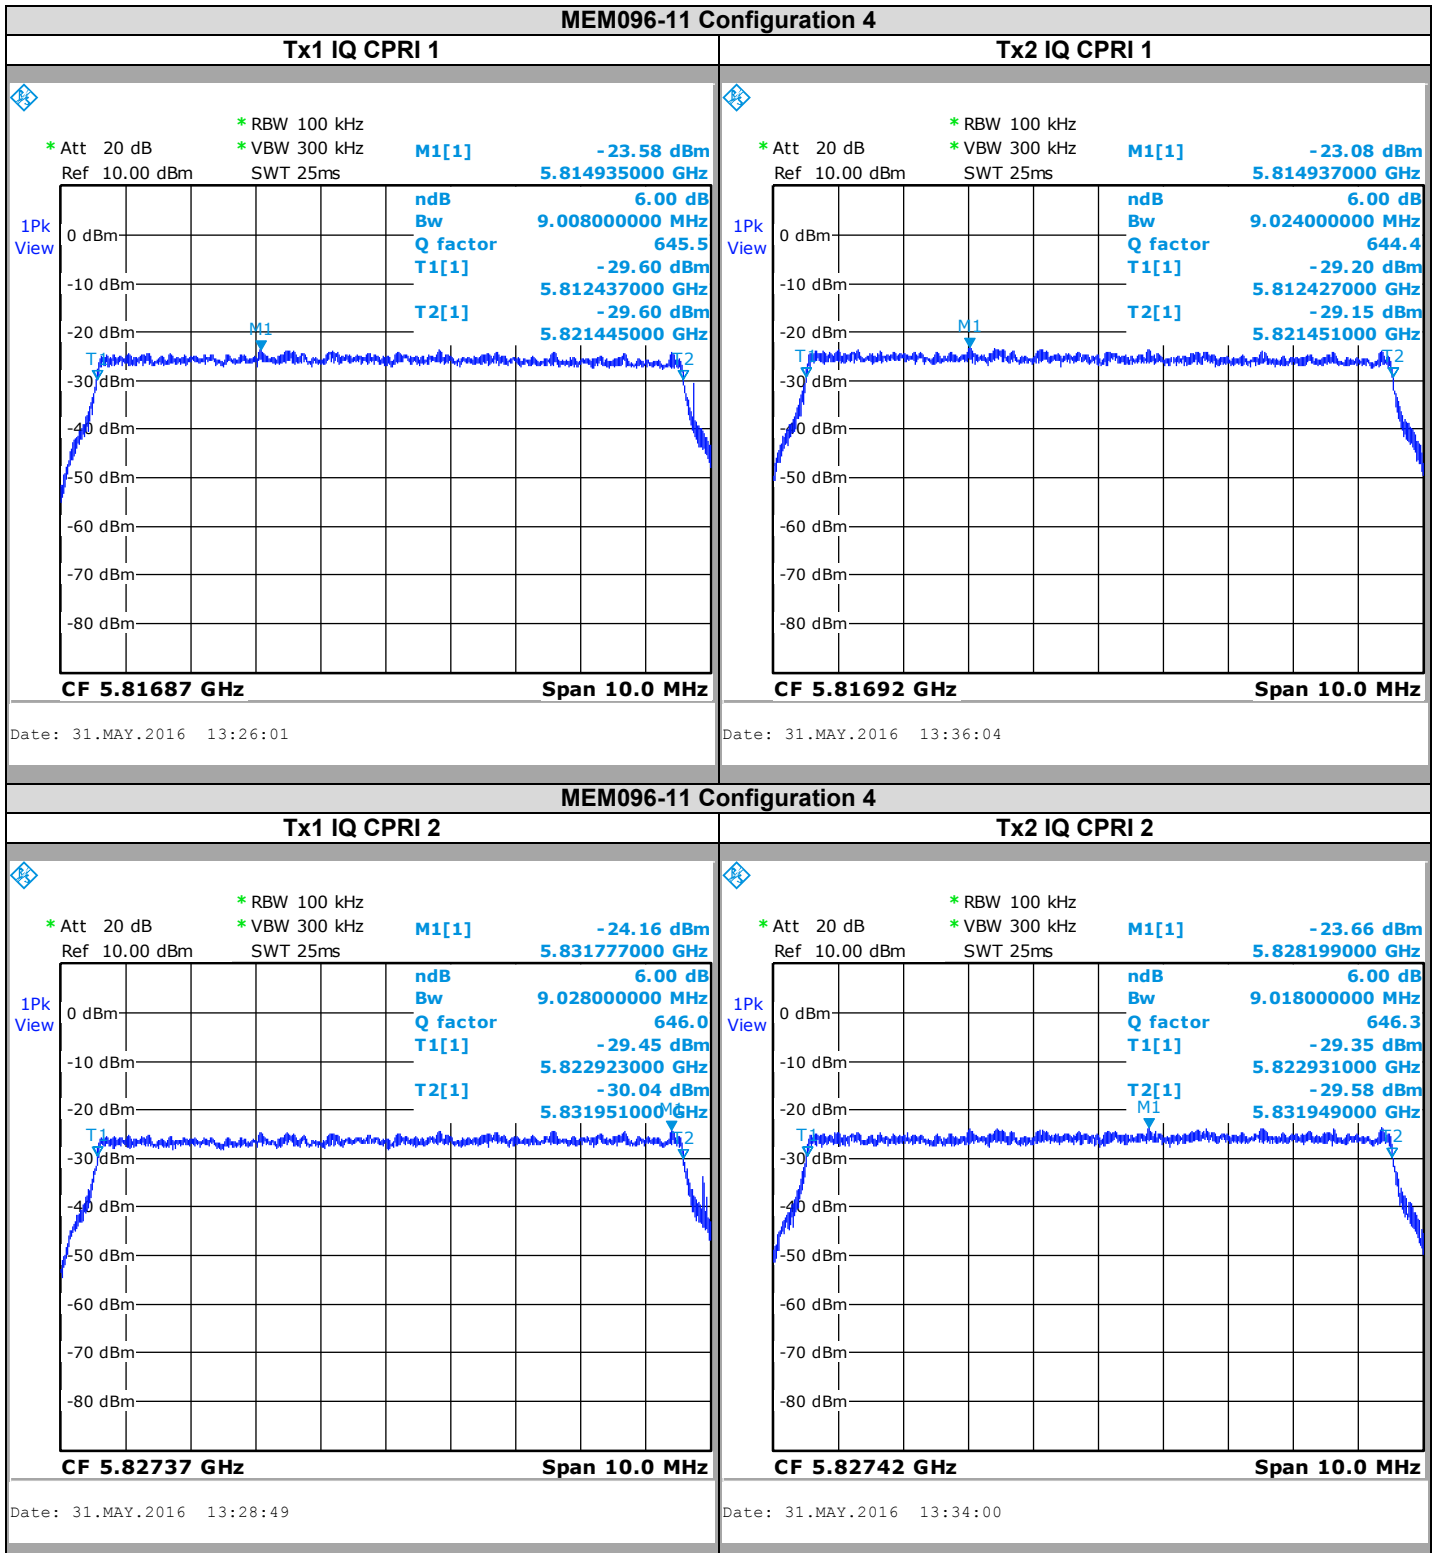 MEM096-11 Configuration 4
Tx1 IQ CPRI 1
Tx2 IQ CPRI 1
* RBW 100 kHz
* Att 20 dB
* VBW 300 kHz
M1[1] -23.58 dBm
Ref 10.00 dBm
SWT 25ms
5.814935000 GHz
ndB 6.00 dB
1Pk
View
Bw 9.008000000 MHz
0 dBm
Q factor 645.5
T1[1] -29.60 dBm
-10 dBm
5.812437000 GHz
T2[1] -29.60 dBm
-20 dBm
M1
5.821445000 GHz
T1
T2
-30 dBm
-40 dBm
-50 dBm
-60 dBm
-70 dBm
-80 dBm
CF 5.81687 GHz
Span 10.0 MHz
Date: 31.MAY.2016 13:26:01
* RBW 100 kHz
* Att 20 dB
* VBW 300 kHz
M1[1] -23.08 dBm
Ref 10.00 dBm
SWT 25ms
5.814937000 GHz
ndB 6.00 dB
1Pk
View
Bw 9.024000000 MHz
0 dBm
Q factor 644.4
T1[1] -29.20 dBm
-10 dBm
5.812427000 GHz
T2[1] -29.15 dBm
-20 dBm
M1
5.821451000 GHz
T1
T2
-30 dBm
-40 dBm
-50 dBm
-60 dBm
-70 dBm
-80 dBm
CF 5.81692 GHz
Span 10.0 MHz
Date: 31.MAY.2016 13:36:04
MEM096-11 Configuration 4
Tx1 IQ CPRI 2
Tx2 IQ CPRI 2
* RBW 100 kHz
* Att 20 dB
* VBW 300 kHz
M1[1] -24.16 dBm
Ref 10.00 dBm
SWT 25ms
5.831777000 GHz
ndB 6.00 dB
1Pk
View
Bw 9.028000000 MHz
0 dBm
Q factor 646.0
T1[1] -29.45 dBm
-10 dBm
5.822923000 GHz
T2[1] -30.04 dBm
-20 dBm
5.831951000 GHz
M1
T1
T2
-30 dBm
-40 dBm
-50 dBm
-60 dBm
-70 dBm
-80 dBm
CF 5.82737 GHz
Span 10.0 MHz
Date: 31.MAY.2016 13:28:49
* RBW 100 kHz
* Att 20 dB
* VBW 300 kHz
M1[1] -23.66 dBm
Ref 10.00 dBm
SWT 25ms
5.828199000 GHz
ndB 6.00 dB
1Pk
View
Bw 9.018000000 MHz
0 dBm
Q factor 646.3
T1[1] -29.35 dBm
-10 dBm
5.822931000 GHz
T2[1] -29.58 dBm
-20 dBm
M1
5.831949000 GHz
T1
T2
-30 dBm
-40 dBm
-50 dBm
-60 dBm
-70 dBm
-80 dBm
CF 5.82742 GHz
Span 10.0 MHz
Date: 31.MAY.2016 13:34:00